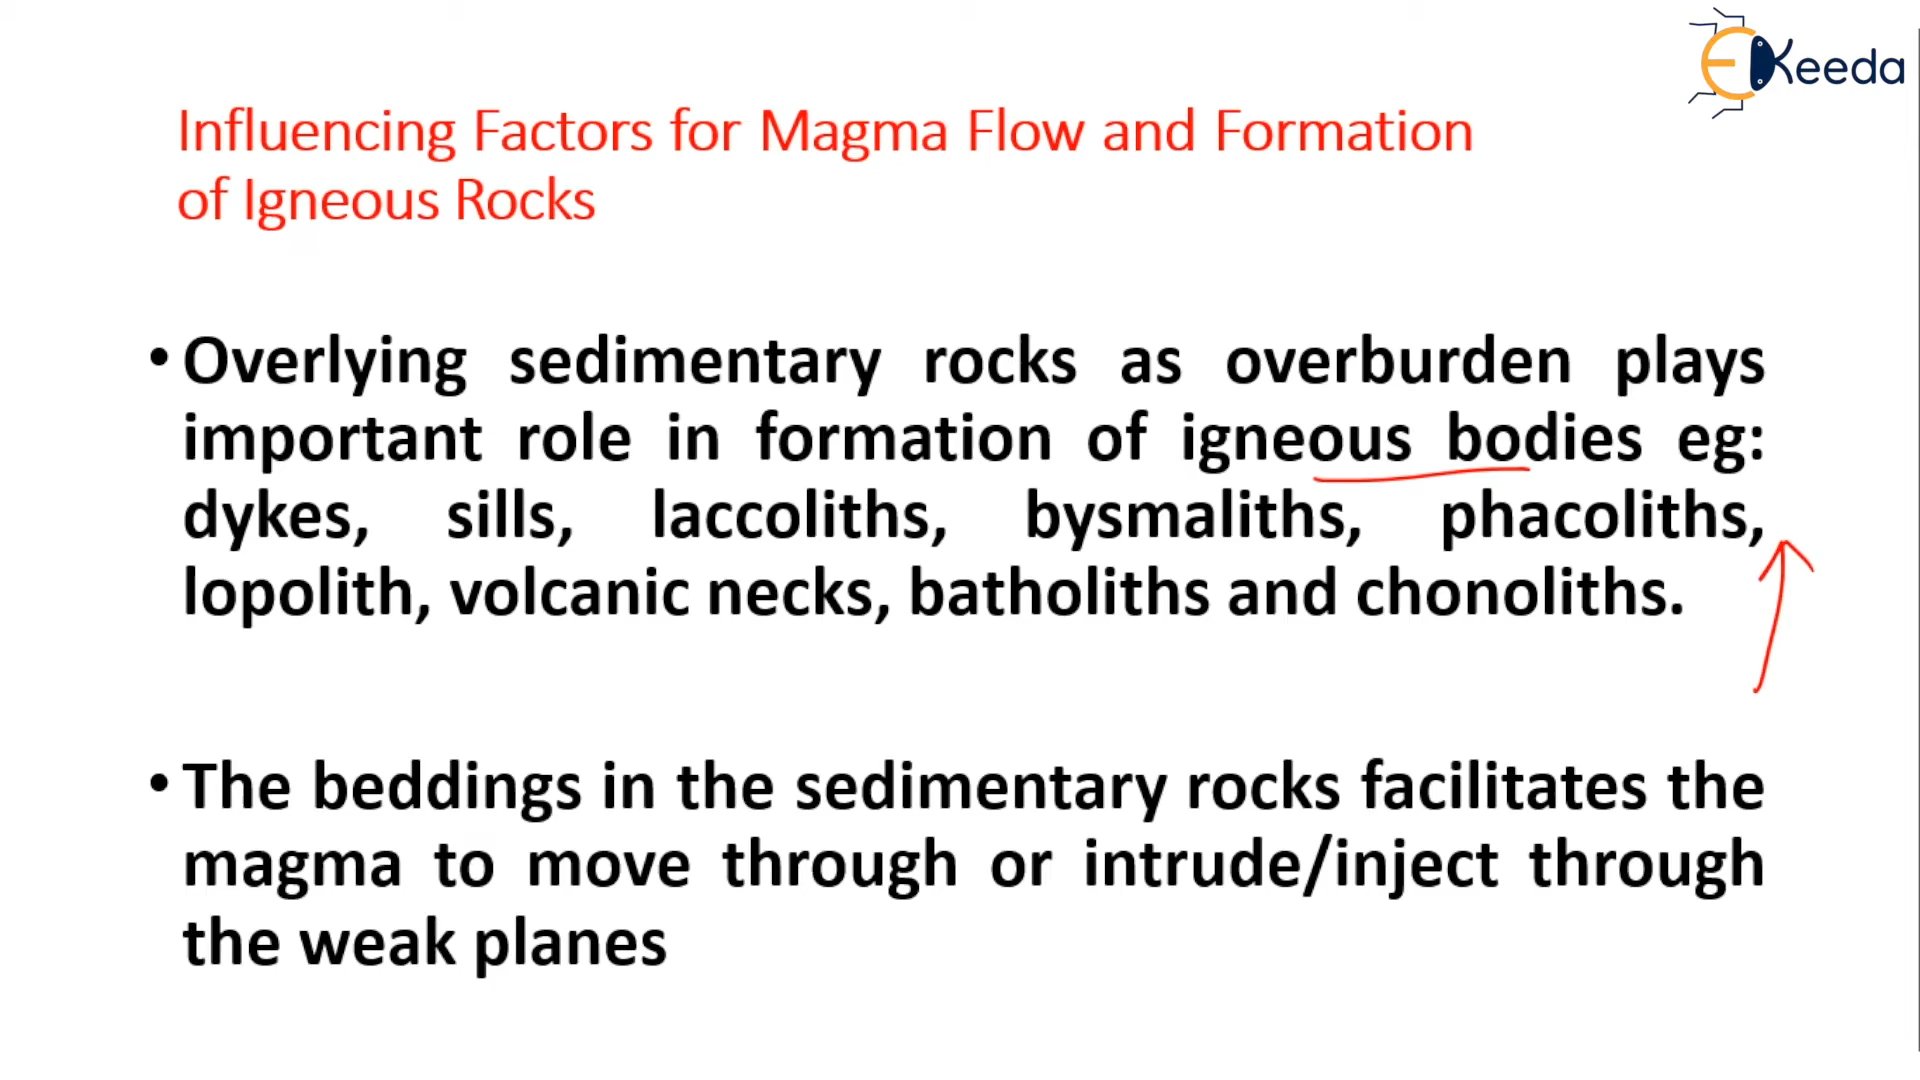 EKeeda
Influencing Factors for Magma Flow and Formation
of Igneous Rocks
• Overlying sedimentary rocks as overburden plays
important role in formation of igneous bodies eg:
dykes, sills, laccoliths, bysmaliths, phacoliths,
lopolith, volcanic necks, batholiths and chonoliths.
• The beddings in the sedimentary rocks facilitates the
magma to move through or intrude/inject through
the weak planes